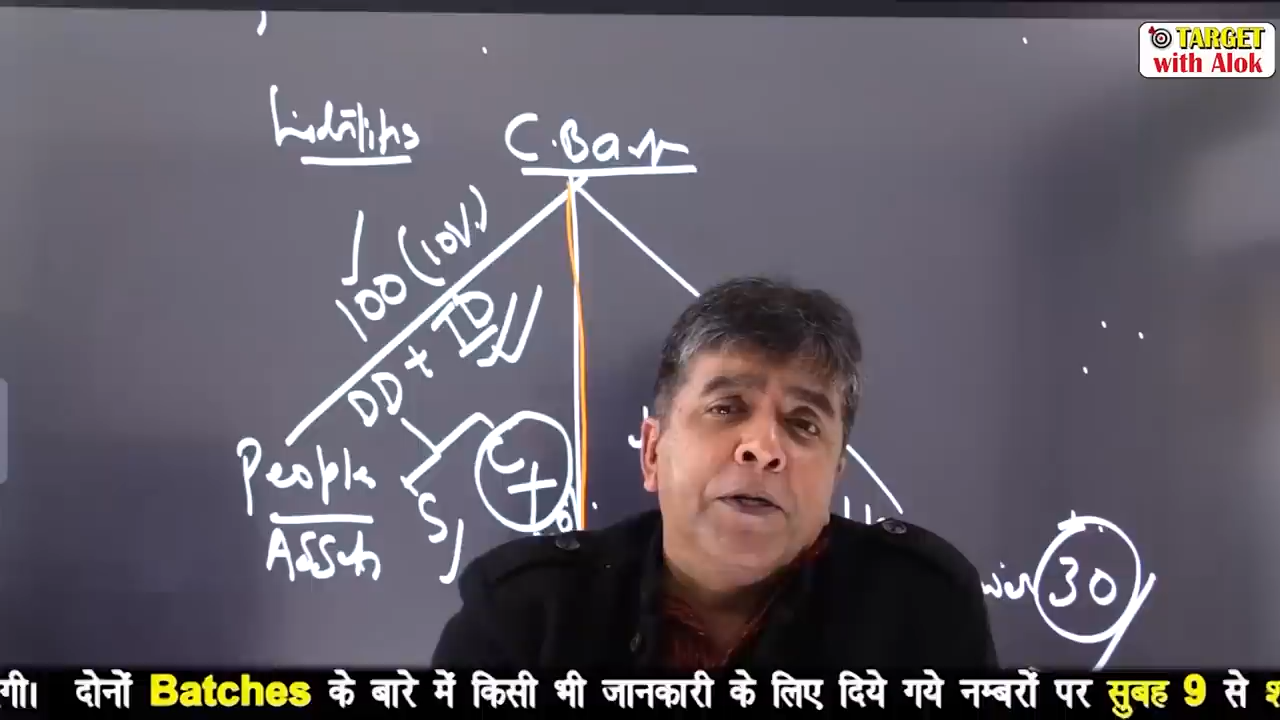 TARGET
with Alok
Liabilities
C.Bank
100 (10%)
DD + TD
People
Assets
S
C
30
गी। दोनों Batches के बारे में किसी भी जानकारी के लिए दिये गये नम्बरों पर सुबह 9 से